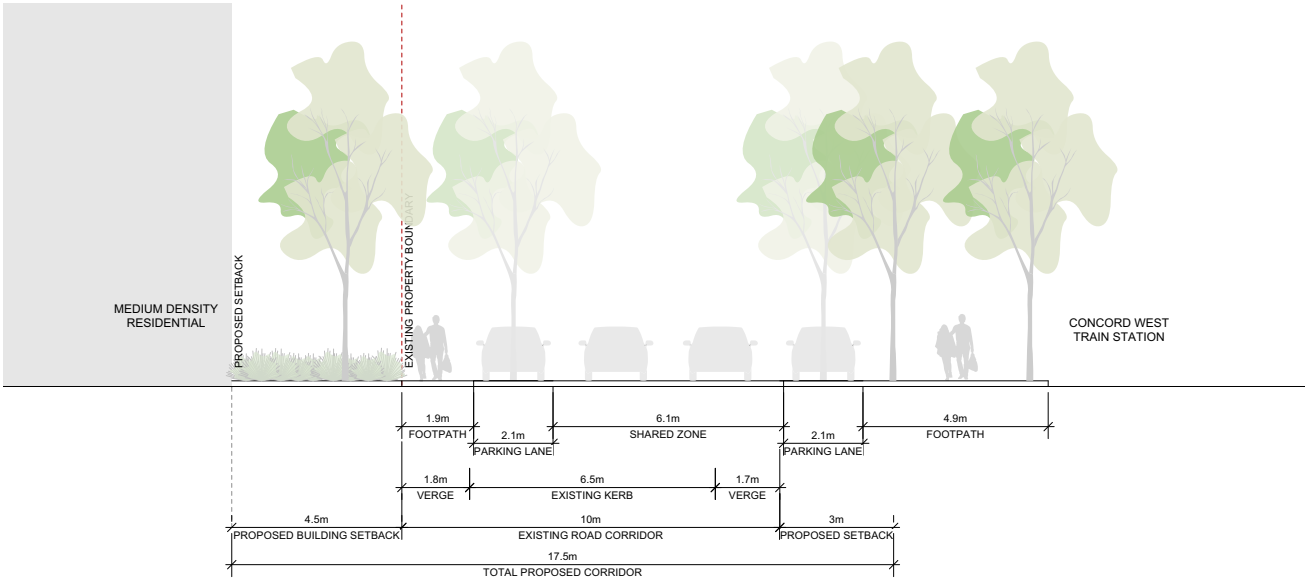 PROPOSED SETBACK
EXISTING PROPERTY BOUNDARY
MEDIUM DENSITY
RESIDENTIAL
CONCORD WEST
TRAIN STATION
1.9m
FOOTPATH
2.1m
PARKING LANE
6.1m
SHARED ZONE
2.1m
PARKING LANE
4.9m
FOOTPATH
1.8m
VERGE
6.5m
EXISTING KERB
1.7m
VERGE
4.5m
PROPOSED BUILDING SETBACK
10m
EXISTING ROAD CORRIDOR
3m
PROPOSED SETBACK
17.5m
TOTAL PROPOSED CORRIDOR